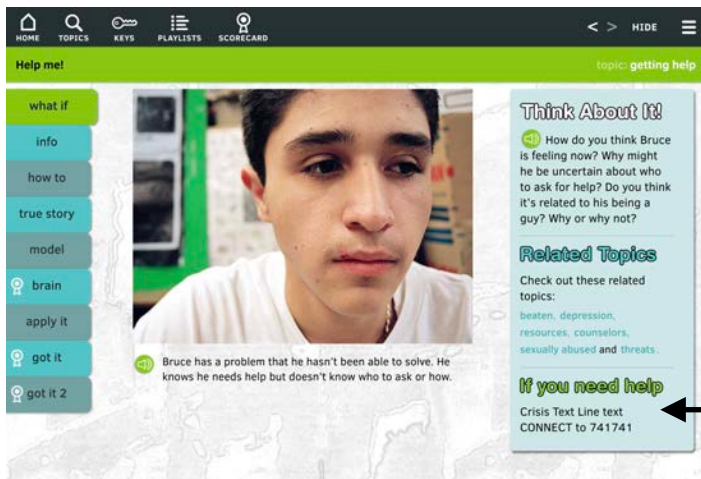 HOME TOPICS KEYS PLAYLISTS SCORECARD < > HIDE
Help me! topic: getting help
what if
info
how to
true story
model
brain
apply it
got it
got it 2
Bruce has a problem that he hasn't been able to solve. He
knows he needs help but doesn't know who to ask or how.
Think About It!
How do you think Bruce
is feeling now? Why might
he be uncertain about who
to ask for help? Do you think
it's related to his being a
guy? Why or why not?
Related Topics
Check out these related
topics:
beaten, depression,
resources, counselors,
sexually abused and threats.
If you need help
Crisis Text Line text
CONNECT to 741741